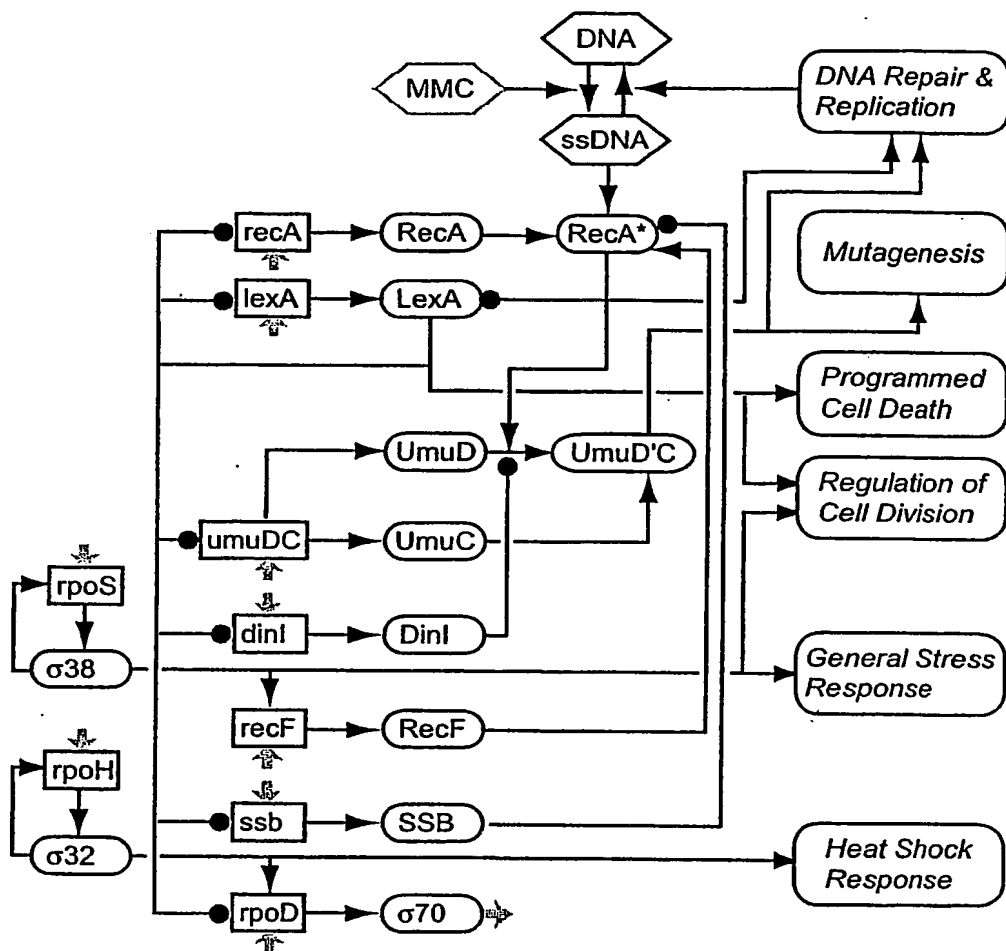 DNA
MMC
DNA Repair &
Replication
ssDNA
recA
RecA
RecA*
Mutagenesis
lexA
LexA
Programmed
Cell Death
UmuD
UmuD'C
Regulation of
Cell Division
umuDC
UmuC
rpoS
dinI
DinI
σ38
General Stress
Response
recF
RecF
rpoH
ssb
SSB
σ32
Heat Shock
Response
rpoD
σ70